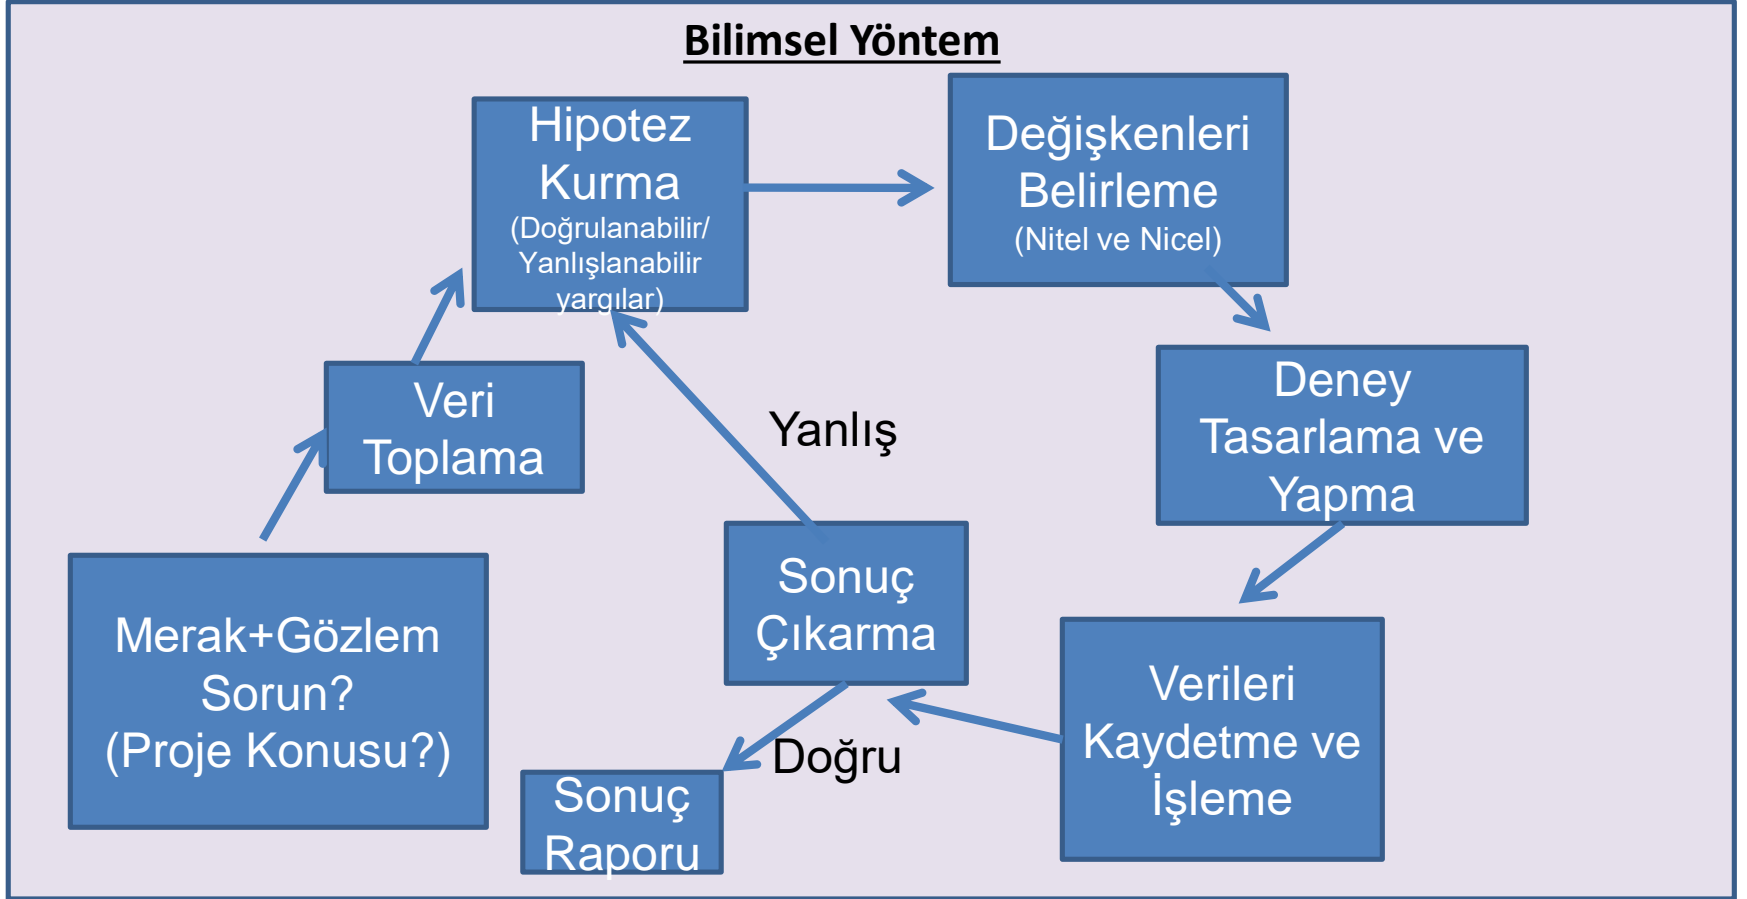 Bilimsel Yöntem
Merak+Gözlem
Sorun?
(Proje Konusu?)
Veri
Toplama
Hipotez
Kurma
(Doğrulanabilir/
Yanlışlanabilir
yargılar)
Değişkenleri
Belirleme
(Nitel ve Nicel)
Deney
Tasarlama ve
Yapma
Verileri
Kaydetme ve
İşleme
Sonuç
Çıkarma
Yanlış
Doğru
Sonuç
Raporu